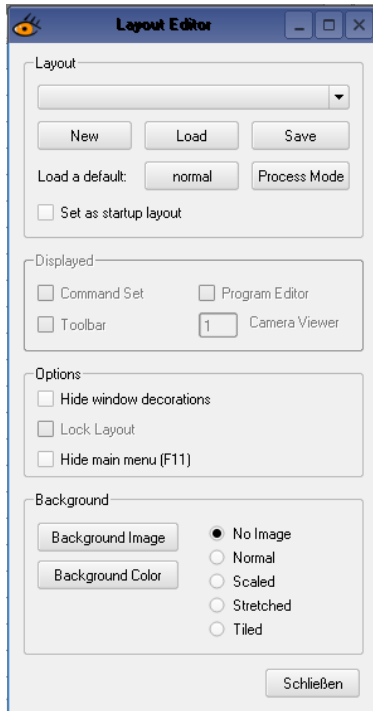 Layout Editor
Layout
New Load Save
Load a default: normal Process Mode
Set as startup layout
Displayed
Command Set Program Editor
Toolbar 1 Camera Viewer
Options
Hide window decorations
Lock Layout
Hide main menu (F11)
Background
Background Image No Image
Normal
Background Color Scaled
Stretched
Tiled
Schließen